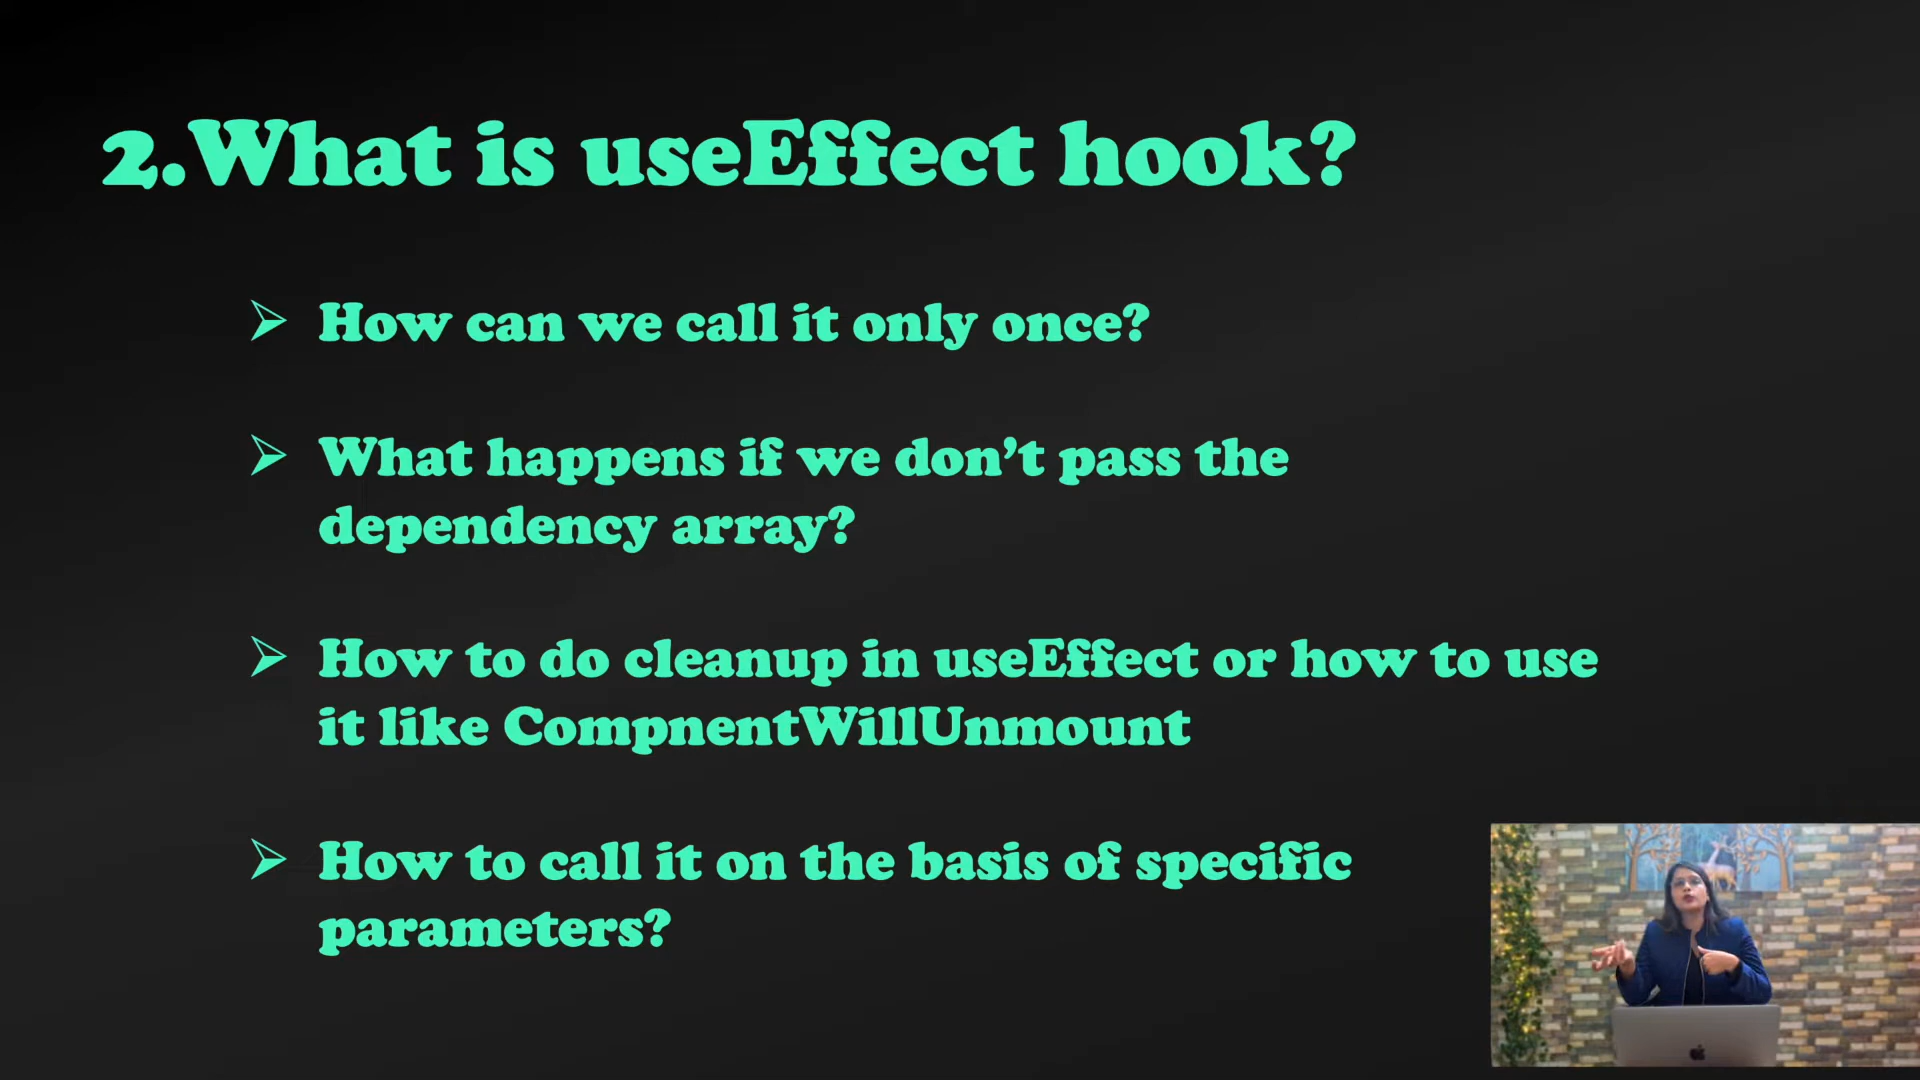 2.What is useEffect hook?
How can we call it only once?
What happens if we don’t pass the
dependency array?
How to do cleanup in useEffect or how to use
it like CompnentWillUnmount
How to call it on the basis of specific
parameters?